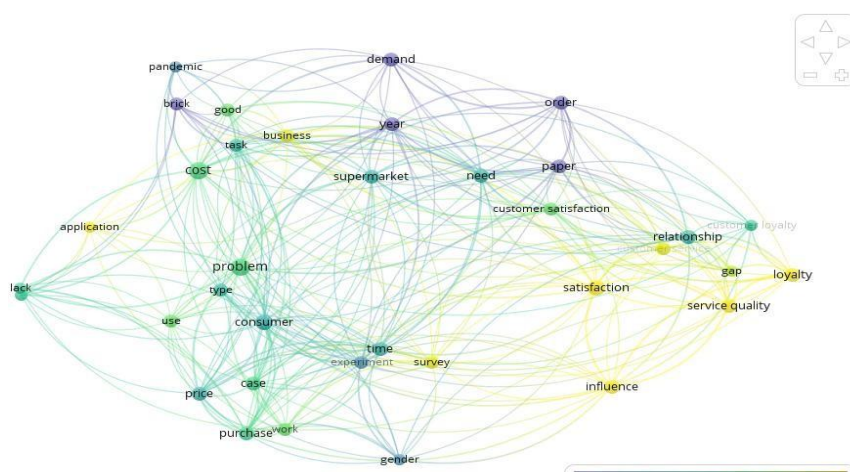 demand
pandemic
brick
good
order
year
business
task
cost
supermarket
need
paper
customer satisfaction
application
customer loyalty
relationship
problem
gap
loyalty
lack
type
satisfaction
service quality
use
consumer
time
experiment
survey
influence
case
price
purchase
work
gender